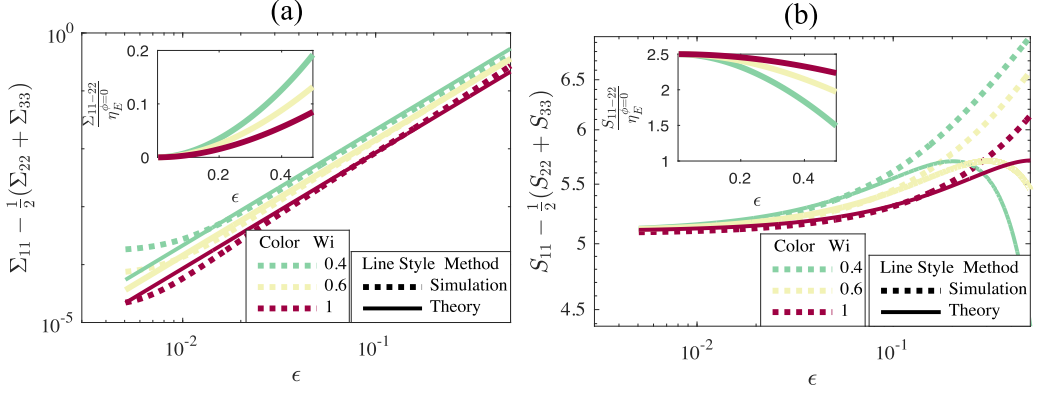 (a)
10^0
10^-5
Σ11 − 1/2(Σ22 + Σ33)
0.2
0.1
0
Σ11−22 / η_E^{ϕ=0}
0.2 0.4
ϵ
Color Wi
0.4
0.6
1
Line Style Method
Simulation
Theory
10^-2 10^-1
ϵ
(b)
6.5
6
5.5
5
4.5
S11 − 1/2(S22 + S33)
2.5
2
1.5
1
S11−22 / η_E^{ϕ=0}
0.2 0.4
ϵ
Color Wi
0.4
0.6
1
Line Style Method
Simulation
Theory
10^-2 10^-1
ϵ